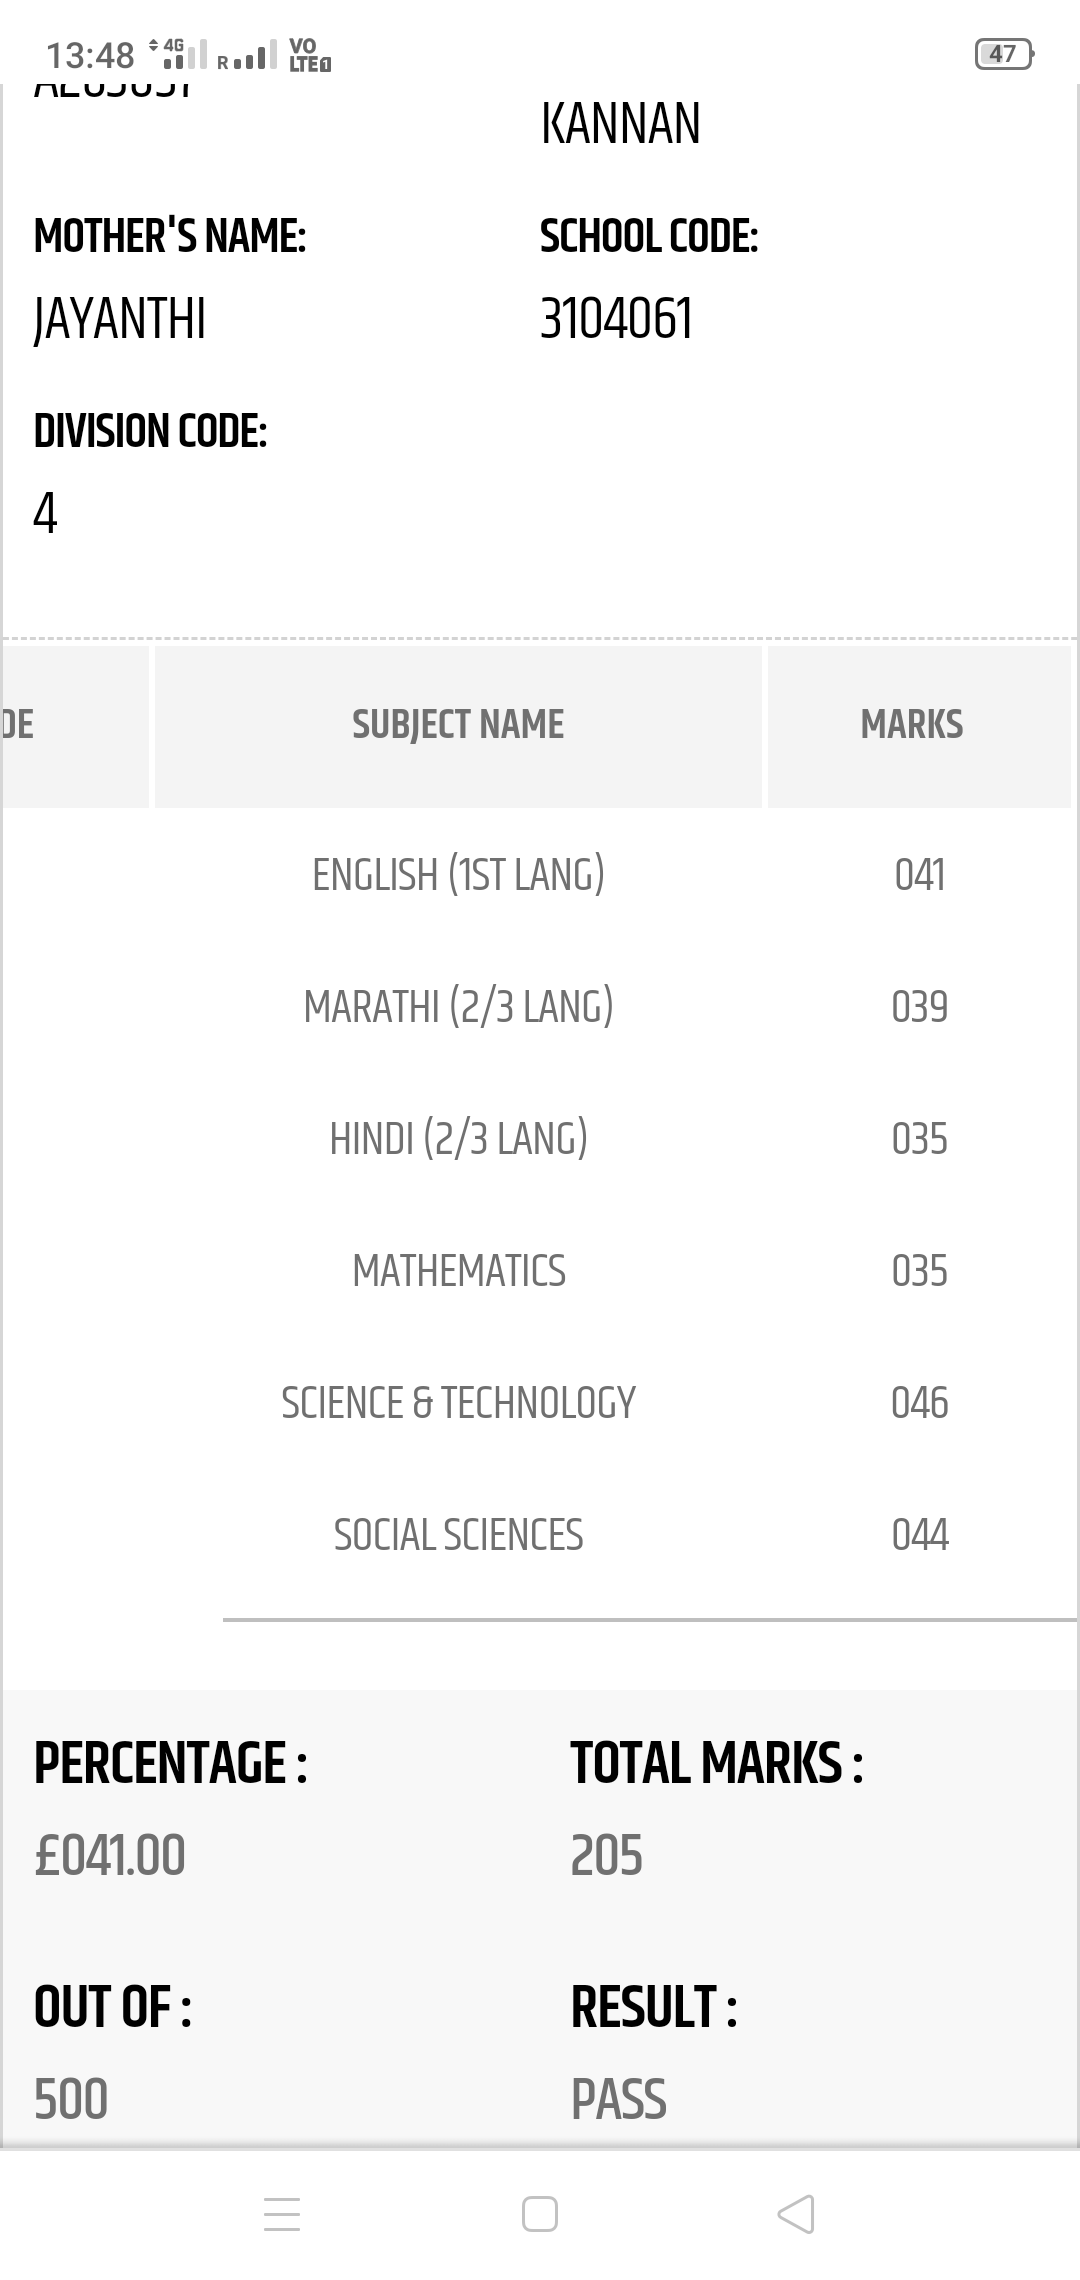 13:48 4G R VO LTE 1 47
KANNAN
MOTHER'S NAME: SCHOOL CODE:
JAYANTHI 3104061
DIVISION CODE:
4
DE SUBJECT NAME MARKS
ENGLISH (1ST LANG) 041
MARATHI (2/3 LANG) 039
HINDI (2/3 LANG) 035
MATHEMATICS 035
SCIENCE & TECHNOLOGY 046
SOCIAL SCIENCES 044
PERCENTAGE : TOTAL MARKS :
£041.00 205
OUT OF : RESULT :
500 PASS